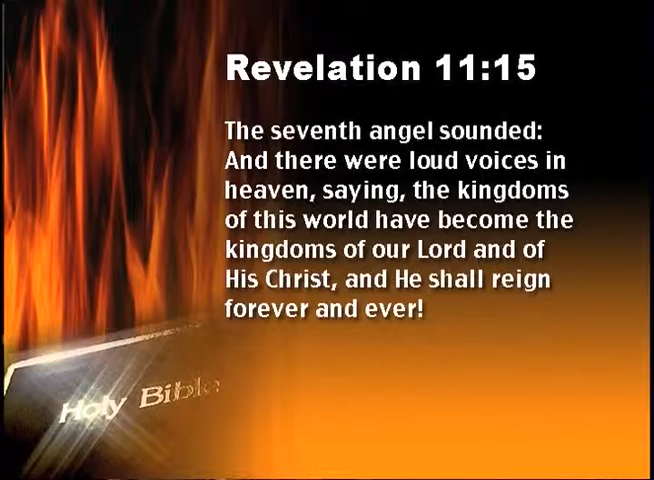 Revelation 11:15
The seventh angel sounded:
And there were loud voices in
heaven, saying, the kingdoms
of this world have become the
kingdoms of our Lord and of
His Christ, and He shall reign
forever and ever!
Holy Bible